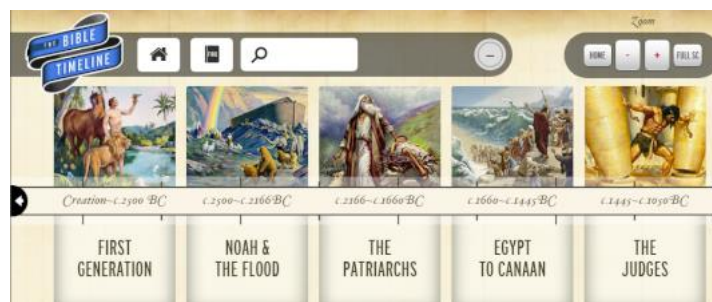 THE BIBLE
TIMELINE
Zoom
HOME - + FULL SC
Creation~c.2500 BC
c.2500~c.2166 BC
c.2166~c.1660 BC
c.1660~c.1445 BC
c.1445~c.1050 BC
FIRST
GENERATION
NOAH &
THE FLOOD
THE
PATRIARCHS
EGYPT
TO CANAAN
THE
JUDGES